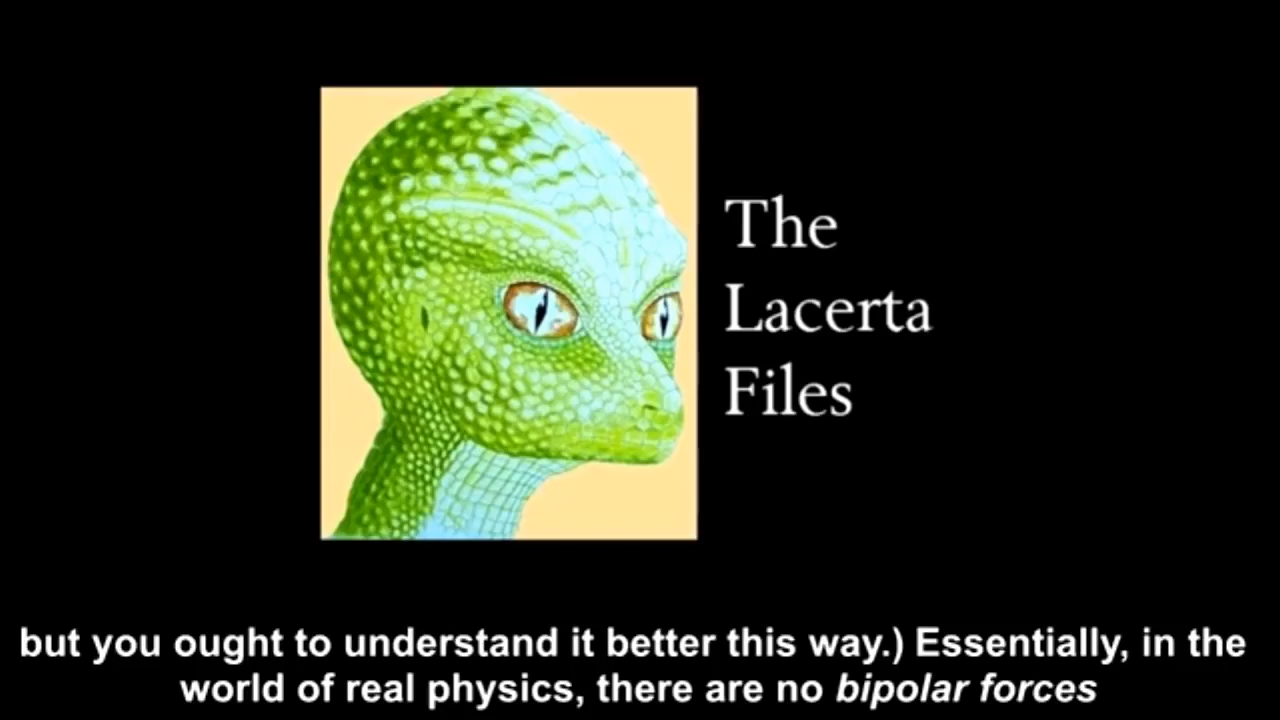 The
Lacerta
Files
but you ought to understand it better this way.) Essentially, in the
world of real physics, there are no bipolar forces